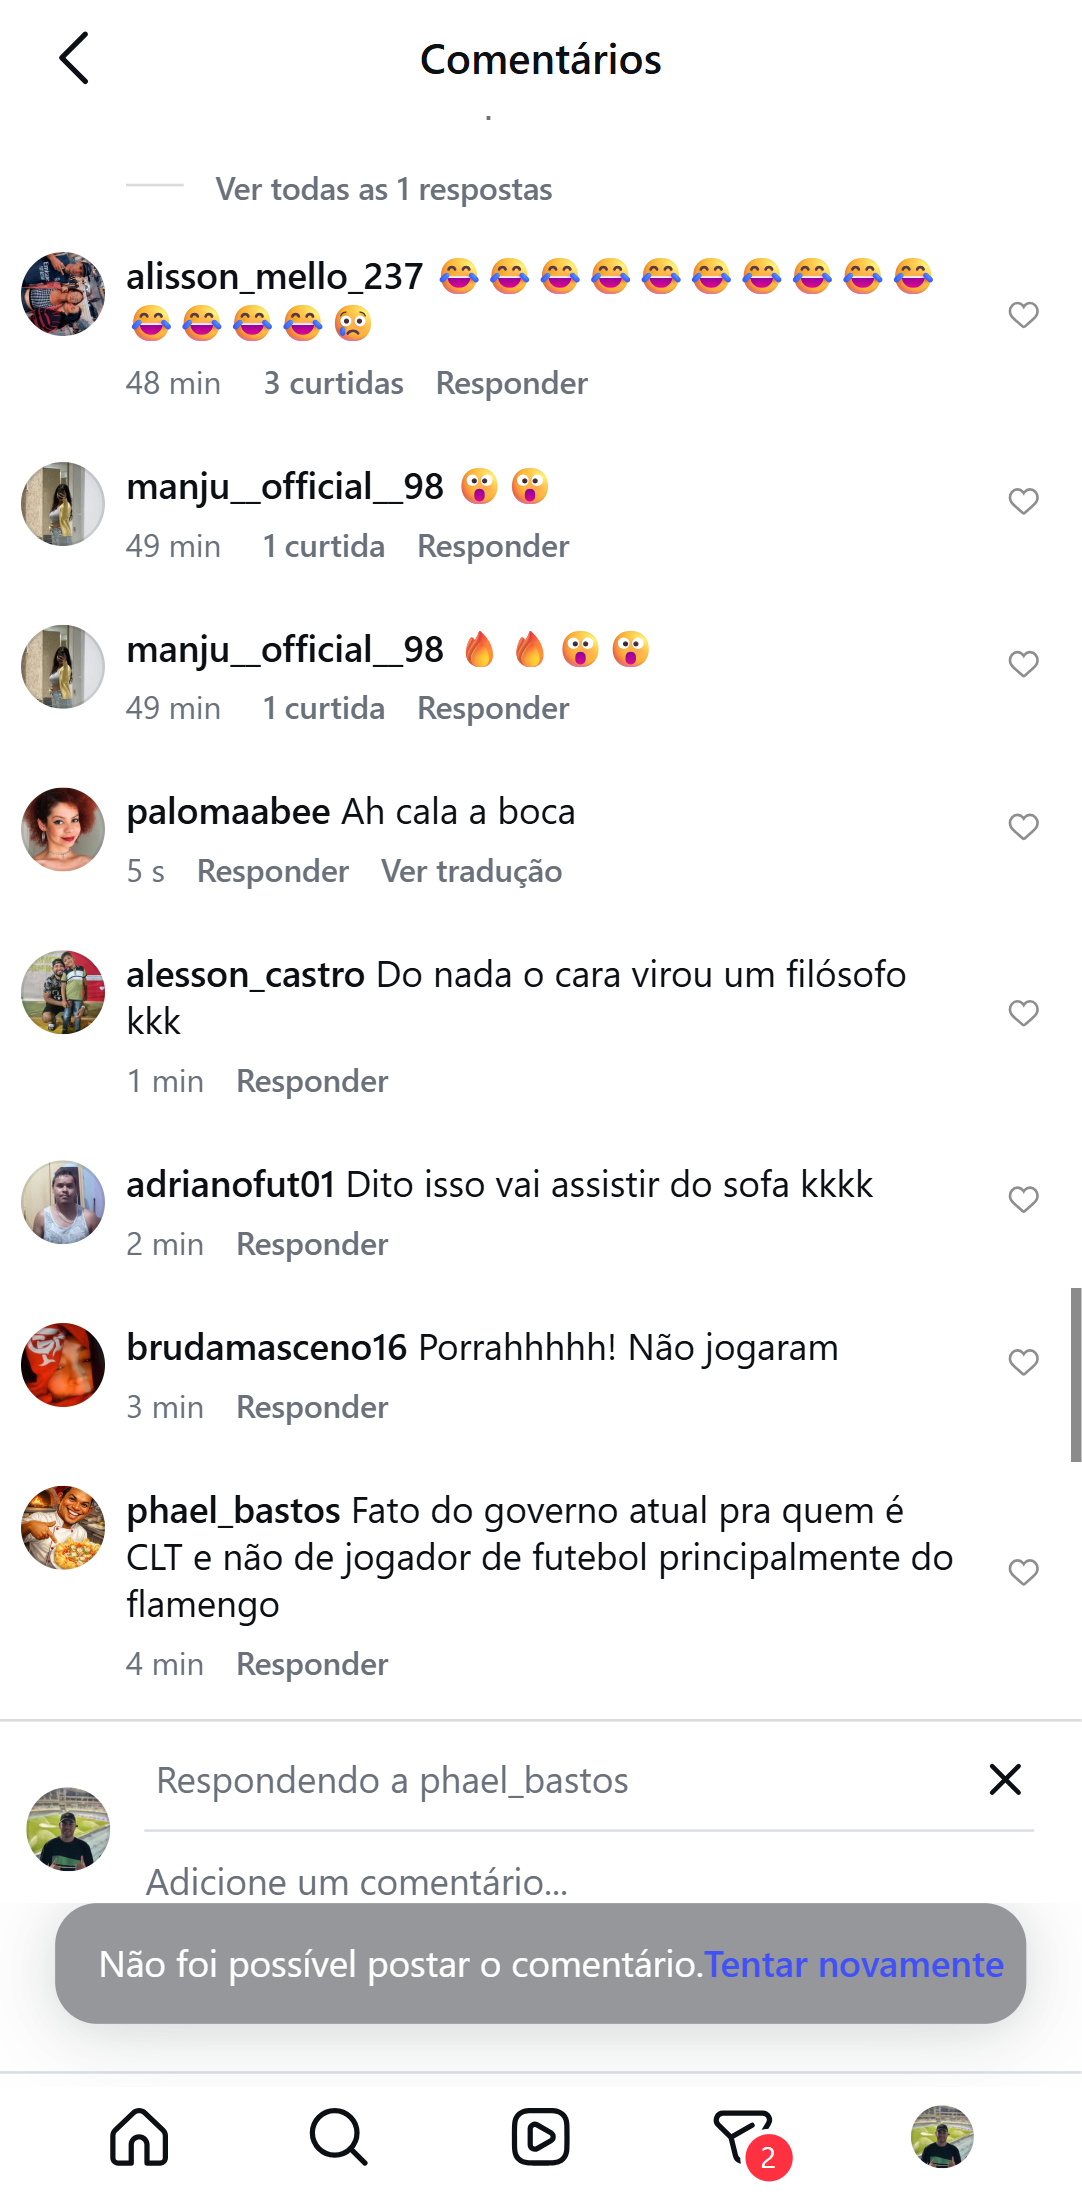 Comentários
Ver todas as 1 respostas
alisson_mello_237 😂😂😂😂😂😂😂😂😂😂
😂😂😂😂😢
48 min 3 curtidas Responder
manju__official__98 😲😲
49 min 1 curtida Responder
manju__official__98 🔥🔥😲😲
49 min 1 curtida Responder
palomaabee Ah cala a boca
5 s Responder Ver tradução
alesson_castro Do nada o cara virou um filósofo
kkk
1 min Responder
adrianofut01 Dito isso vai assistir do sofa kkkk
2 min Responder
brudamasceno16 Porrahhhhh! Não jogaram
3 min Responder
phael_bastos Fato do governo atual pra quem é
CLT e não de jogador de futebol principalmente do
flamengo
4 min Responder
Respondendo a phael_bastos
Adicione um comentário...
Não foi possível postar o comentário.Tentar novamente
2